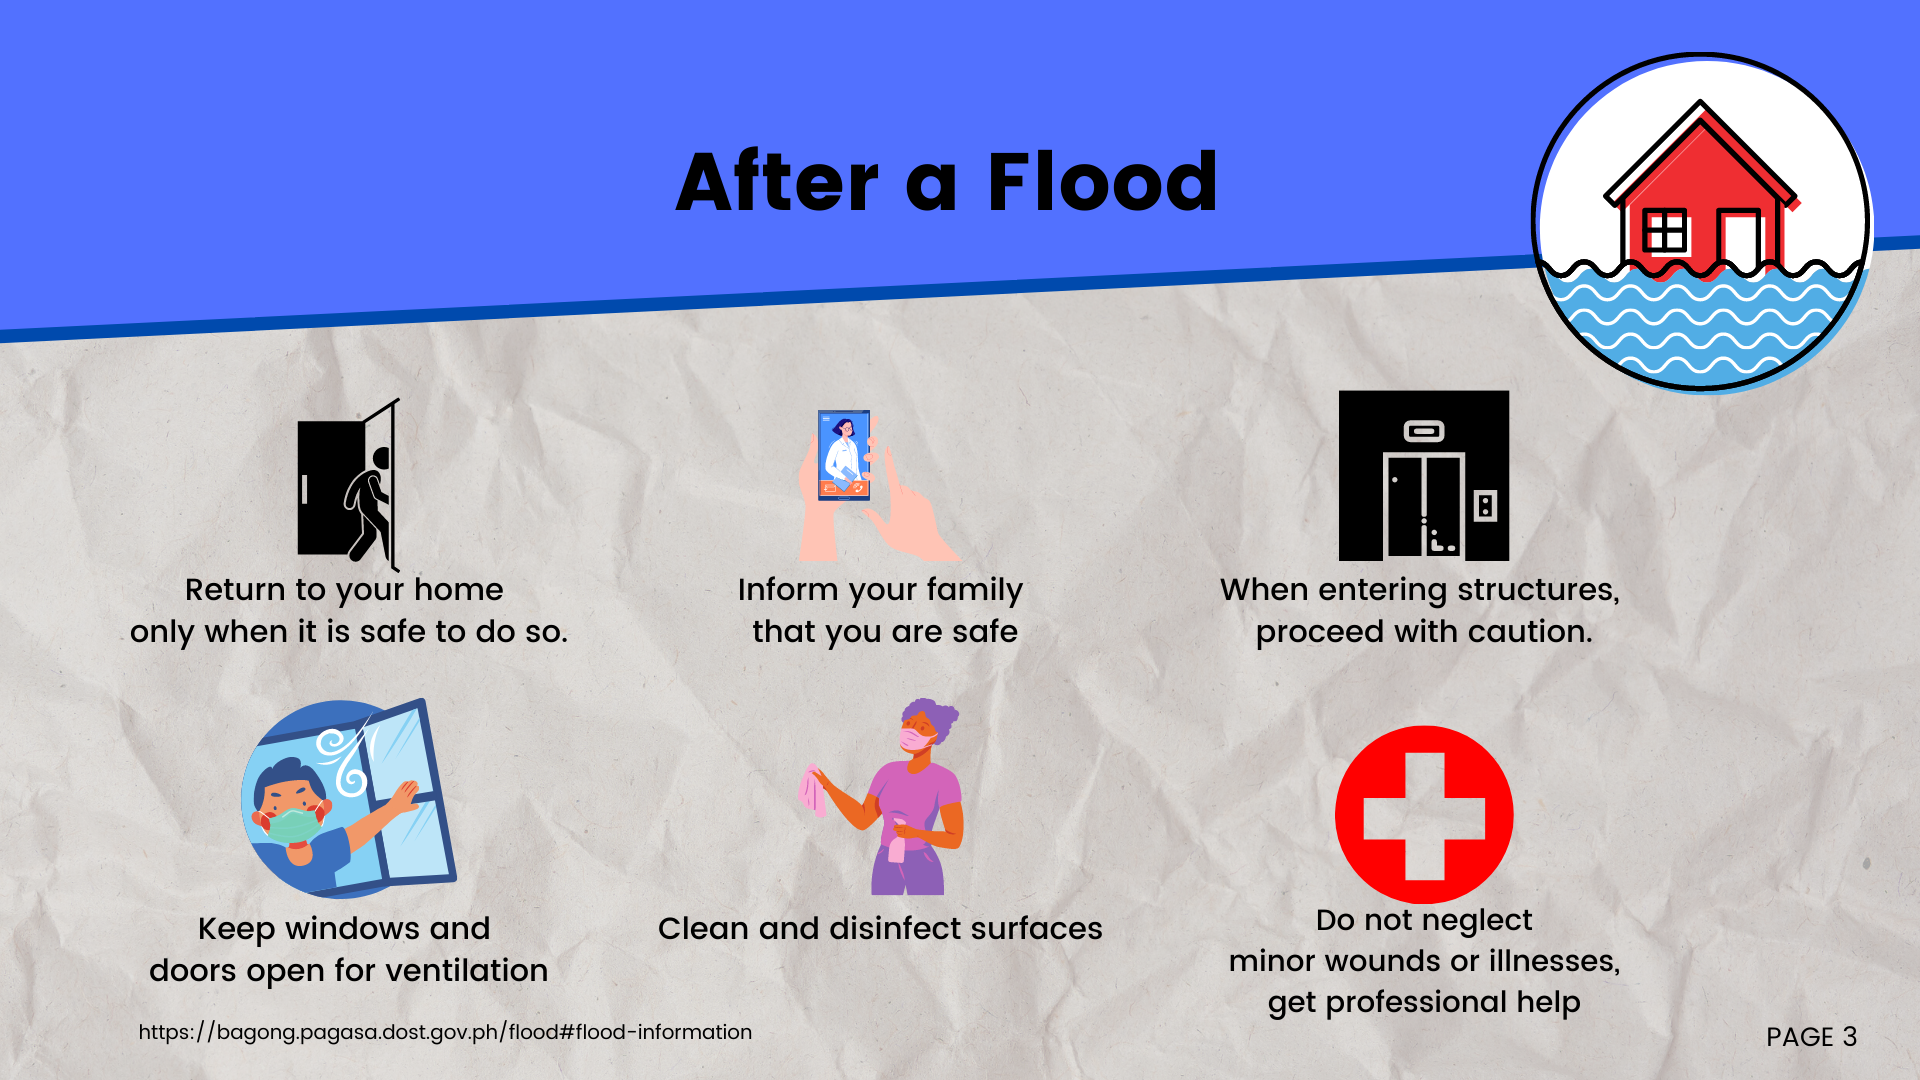 After a Flood
Return to your home
only when it is safe to do so.
Inform your family
that you are safe
When entering structures,
proceed with caution.
Keep windows and
doors open for ventilation
Clean and disinfect surfaces
Do not neglect
minor wounds or illnesses,
get professional help
https://bagong.pagasa.dost.gov.ph/flood#flood-information
PAGE 3